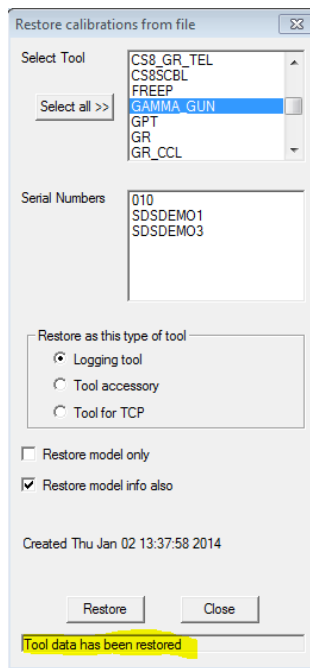 Restore calibrations from file
Select Tool
Select all >>
CS8_GR_TEL
CS8SCBL
FREEP
GAMMA_GUN
GPT
GR
GR_CCL
Serial Numbers
010
SDSDEMO1
SDSDEMO3
Restore as this type of tool
Logging tool
Tool accessory
Tool for TCP
Restore model only
Restore model info also
Created Thu Jan 02 13:37:58 2014
Restore
Close
Tool data has been restored